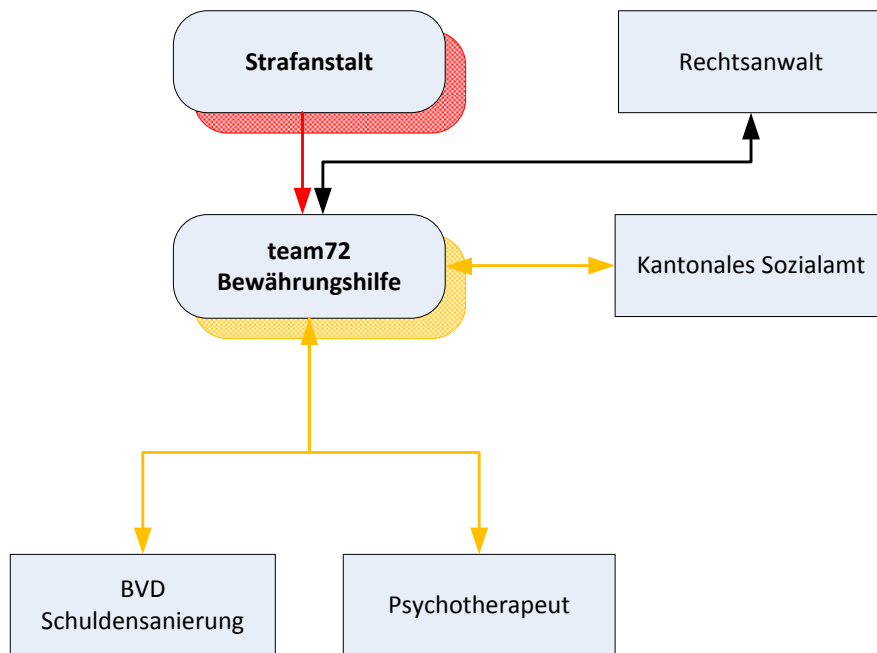 Strafanstalt
Rechtsanwalt
team72
Bewährungshilfe
Kantonales Sozialamt
BVD
Schuldensanierung
Psychotherapeut